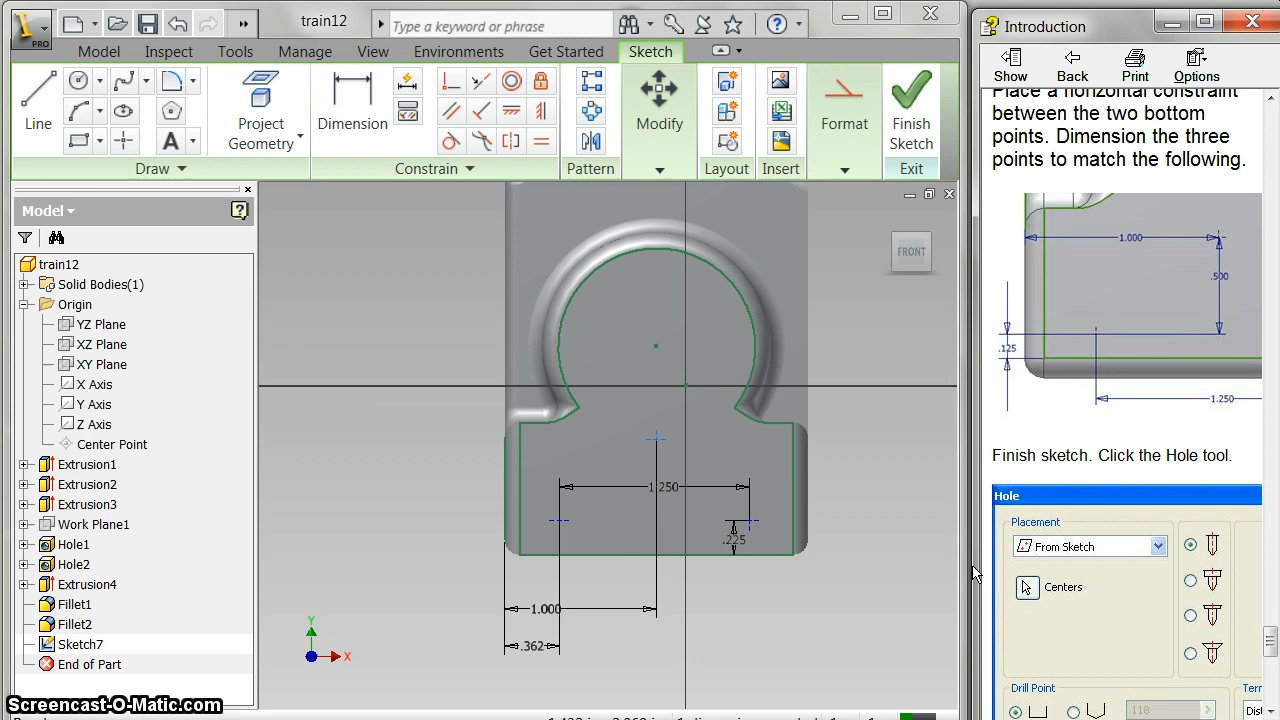 PRO
»
train12
Type a keyword or phrase
Model
Inspect
Tools
Manage
View
Environments
Get Started
Sketch
Line
Project
Geometry
Dimension
Modify
Layout
Insert
Format
Finish
Sketch
Draw
Constrain
Pattern
Exit
Model
train12
Solid Bodies(1)
Origin
YZ Plane
XZ Plane
XY Plane
X Axis
Y Axis
Z Axis
Center Point
Extrusion1
Extrusion2
Extrusion3
Work Plane1
Hole1
Hole2
Extrusion4
Fillet1
Fillet2
Sketch7
End of Part
FRONT
1.250
.225
1.000
.362
Y
X
Introduction
Show
Back
Print
Options
Place a horizontal constraint
between the two bottom
points. Dimension the three
points to match the following.
1.000
.500
.125
1.250
Finish sketch. Click the Hole tool.
Hole
Placement
From Sketch
Centers
Drill Point
118
Screencast-O-Matic.com